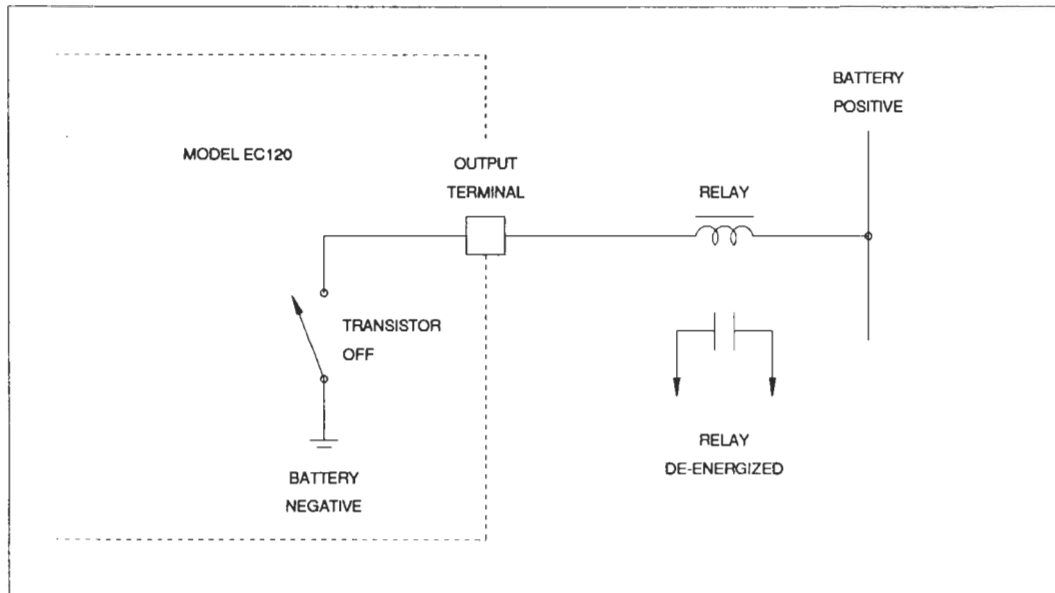 BATTERY
POSITIVE
MODEL EC120
OUTPUT
TERMINAL
RELAY
TRANSISTOR
OFF
RELAY
DE-ENERGIZED
BATTERY
NEGATIVE